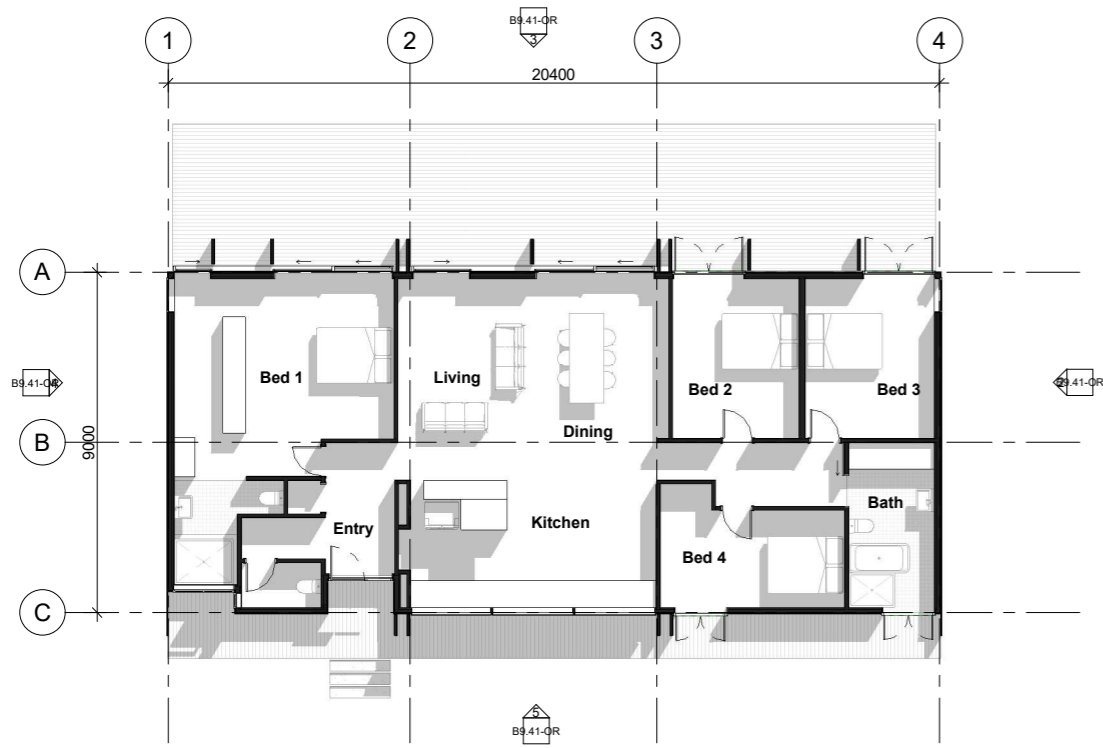 B9.41-OR
3
1
2
3
4
20400
A
B
C
9000
B9.41-OR
B9.41-OR
Bed 1
Living
Dining
Bed 2
Bed 3
Entry
Kitchen
Bed 4
Bath
5
B9.41-OR